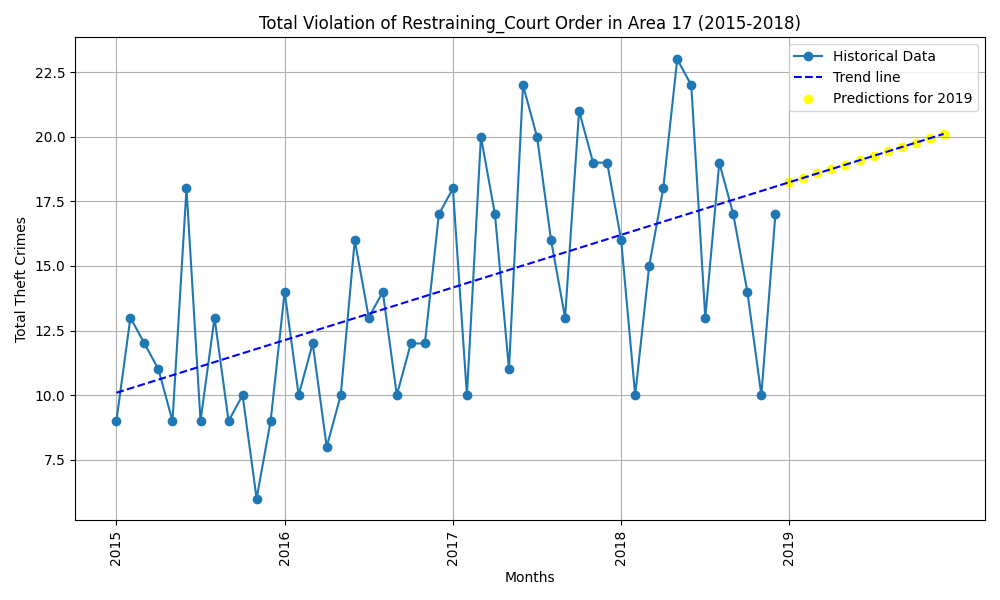 Total Violation of Restraining_Court Order in Area 17 (2015-2018)
Historical Data
Trend line
Predictions for 2019
Total Theft Crimes
22.5
20.0
17.5
15.0
12.5
10.0
7.5
2015
2016
2017
2018
2019
Months